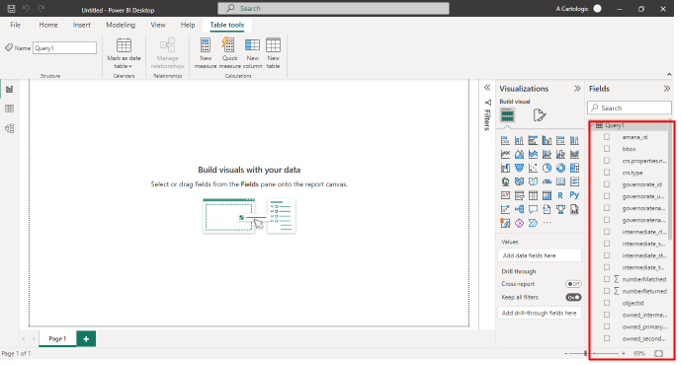 Untitled - Power BI Desktop
Search
A Cartologic
File Home Insert Modeling View Help Table tools
Name Query1
Mark as date table
Manage relationships
New measure
Quick measure
New column
New table
Structure Calendars Relationships Calculations
Filters
Visualizations
Build visual
Values
Add data fields here
Drill through
Cross-report Off
Keep all filters On
Add drill-through fields here
Fields
Search
Query1
amana_id
bbox
crs.properties.n...
crs.type
governorate_id
governorate_u...
governoratena...
governoratena...
intermediate_cl...
intermediate_s...
intermediate_st...
intermediate_t...
numberMatched
numberReturned
objectid
owned_interme...
owned_primary...
owned_second...
Build visuals with your data
Select or drag fields from the Fields pane onto the report canvas.
Page 1
Page 1 of 1
69%